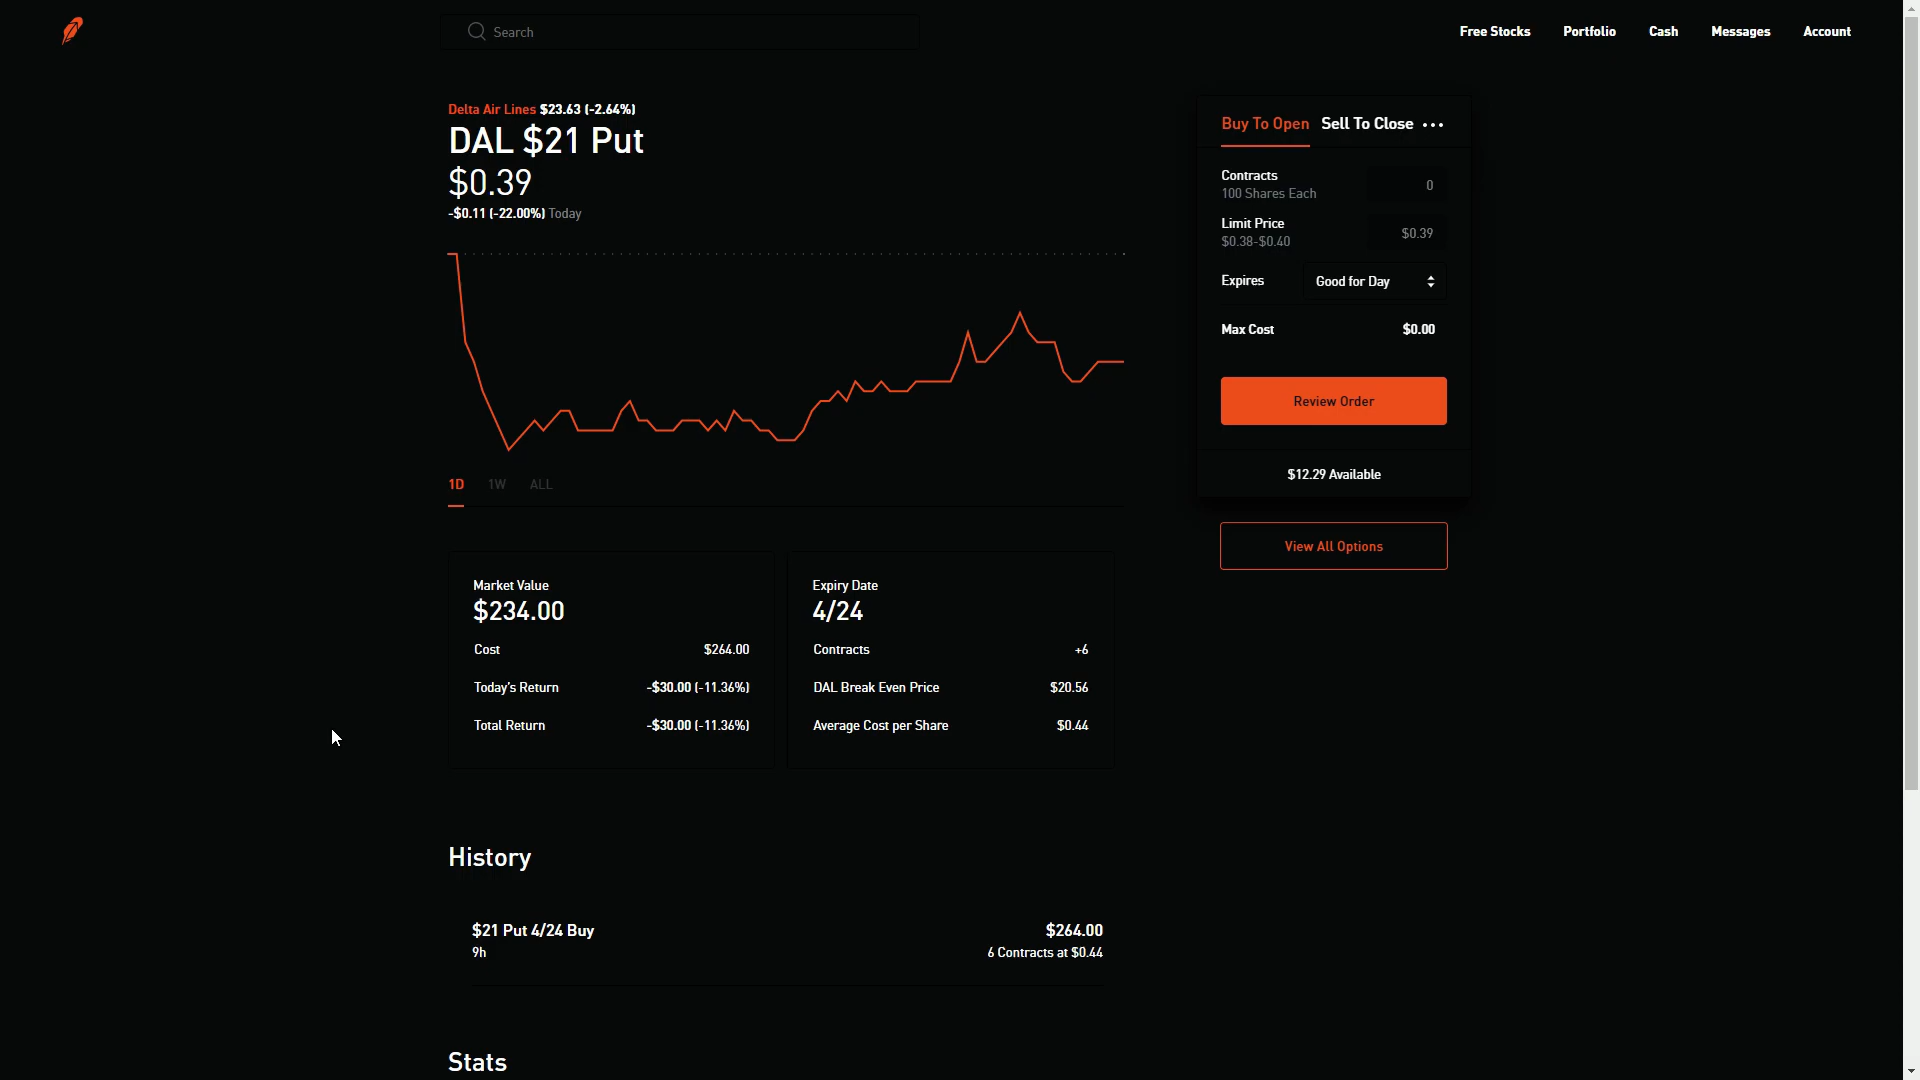 Search
Free Stocks
Portfolio
Cash
Messages
Account
Delta Air Lines $23.63 (-2.64%)
DAL $21 Put
$0.39
-$0.11 (-22.00%) Today
1D
1W
ALL
Buy To Open
Sell To Close
Contracts
100 Shares Each
0
Limit Price
$0.38-$0.40
$0.39
Expires
Good for Day
Max Cost
$0.00
Review Order
$12.29 Available
View All Options
Market Value
$234.00
Cost
$264.00
Today's Return
-$30.00 (-11.36%)
Total Return
-$30.00 (-11.36%)
Expiry Date
4/24
Contracts
+6
DAL Break Even Price
$20.56
Average Cost per Share
$0.44
History
$21 Put 4/24 Buy
$264.00
9h
6 Contracts at $0.44
Stats